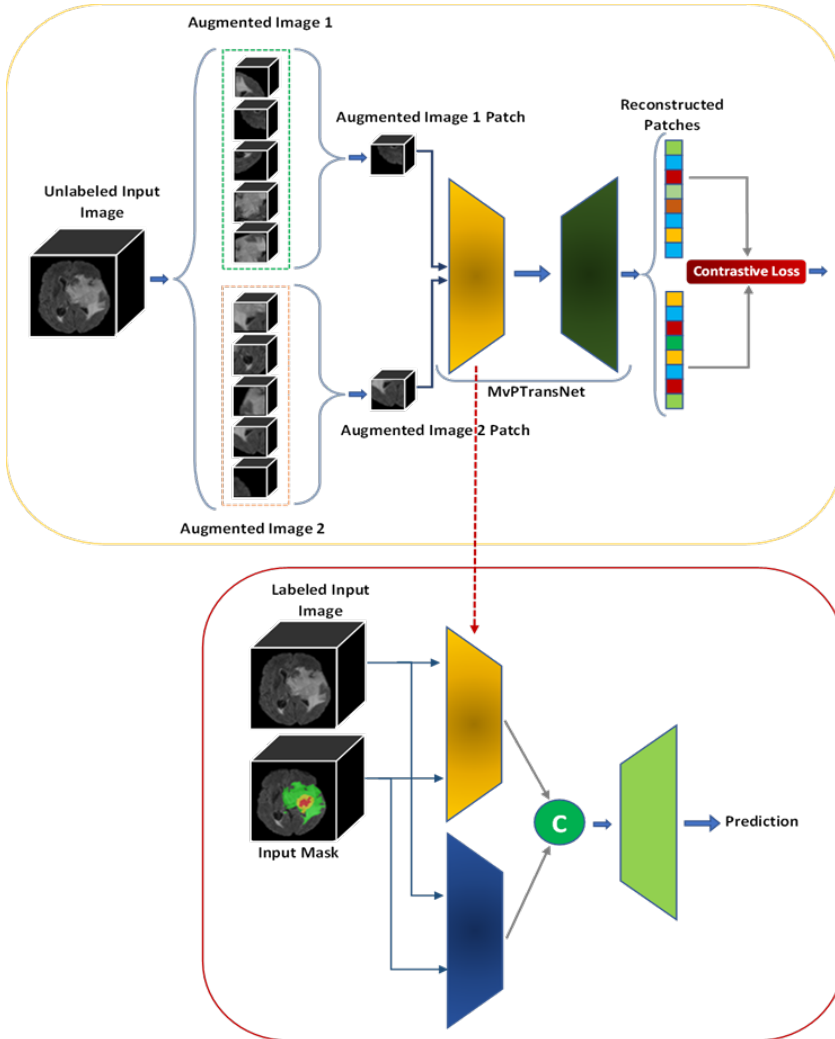 Augmented Image 1
Augmented Image 1 Patch
Reconstructed
Patches
Unlabeled Input
Image
Contrastive Loss
MvPTransNet
Augmented Image 2 Patch
Augmented Image 2
Labeled Input
Image
C
Prediction
Input Mask